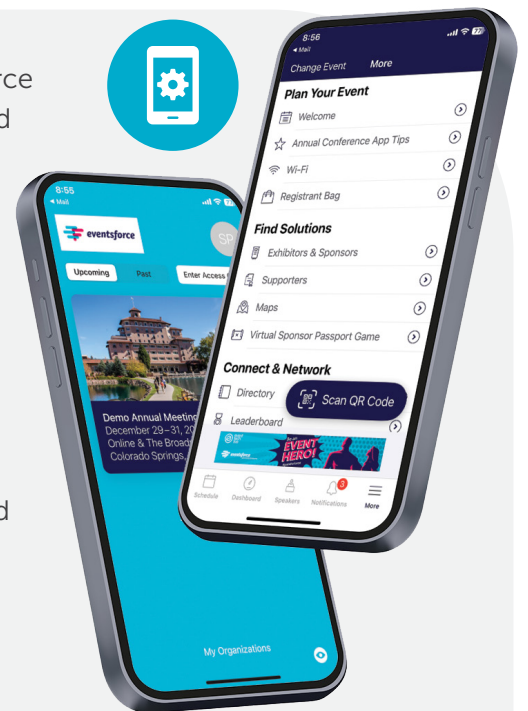 rce
d
8:56
Mail
77
Change Event
More
Plan Your Event
Welcome
Annual Conference App Tips
Wi-Fi
Registrant Bag
Find Solutions
Exhibitors & Sponsors
Supporters
Maps
Virtual Sponsor Passport Game
Connect & Network
Directory
Scan QR Code
Leaderboard
EVENT
HERO!
Schedule
Dashboard
Speakers
Notifications
3
More
8:55
Mail
eventsforce
SP
Upcoming
Past
Enter Access
Demo Annual Meeting
December 29–31, 20
Online & The Broad
Colorado Springs,
d
My Organizations